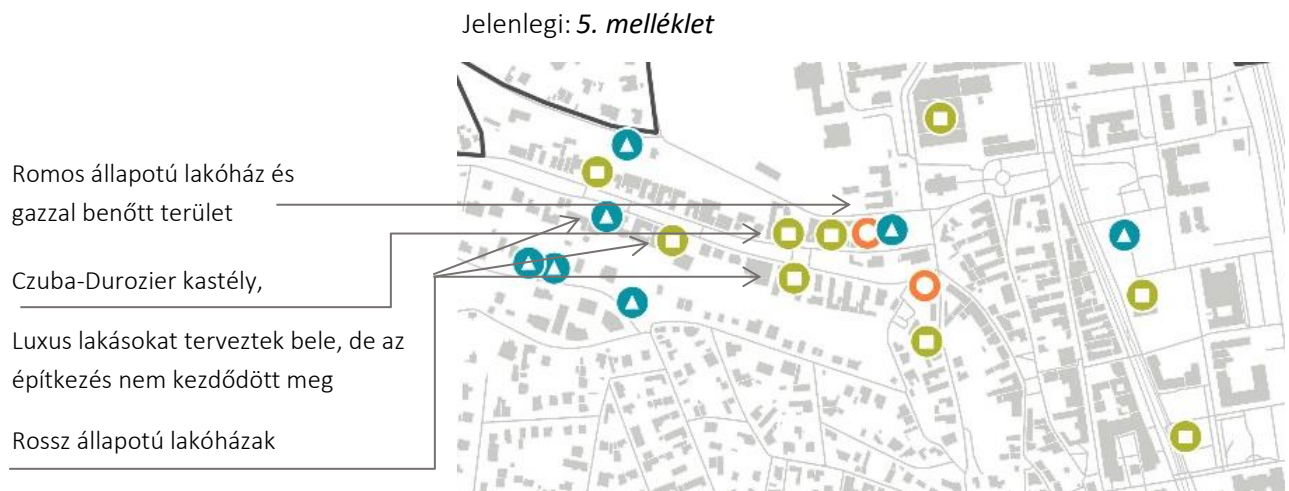 Jelenlegi: 5. melléklet
Romos állapotú lakóház és
gazzal benőtt terület
Czuba-Durozier kastély,
Luxus lakásokat terveztek bele, de az
építkezés nem kezdődött meg
Rossz állapotú lakóházak